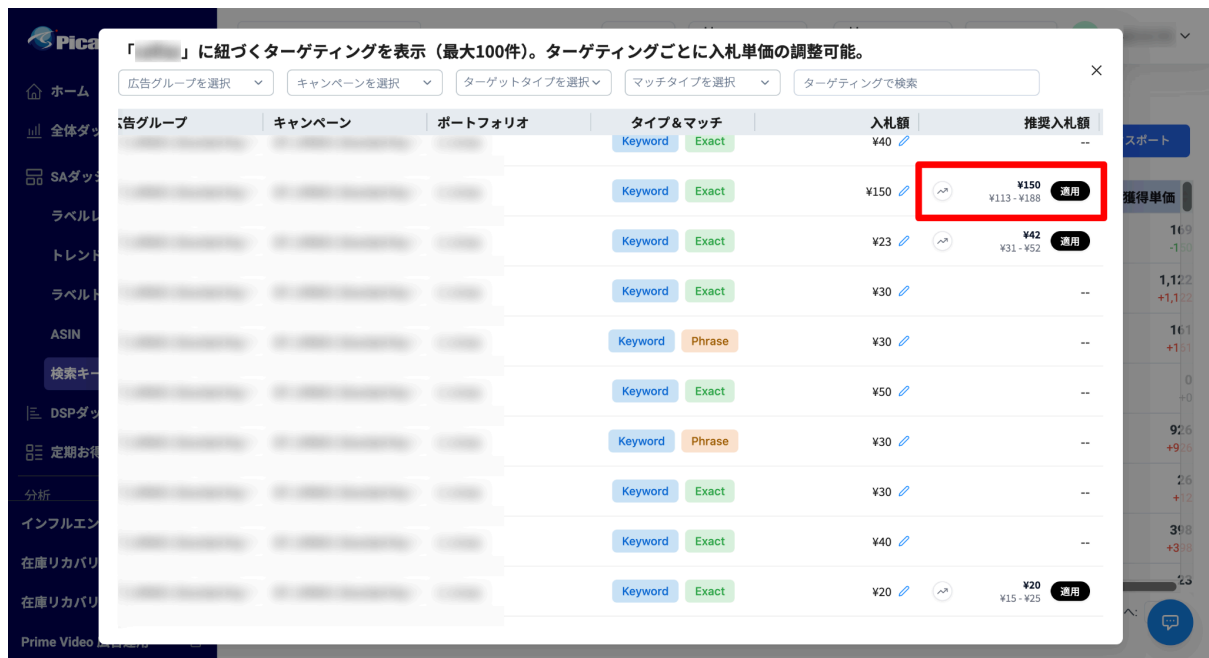 Pica
「 」に紐づくターゲティングを表示（最大100件）。ターゲティングごとに入札単価の調整可能。
広告グループを選択 キャンペーンを選択 ターゲットタイプを選択 マッチタイプを選択 ターゲティングで検索
告グループ キャンペーン ポートフォリオ タイプ＆マッチ 入札額 推奨入札額
Keyword Exact ¥40 --
Keyword Exact ¥150 ¥150 適用
¥113 - ¥188
Keyword Exact ¥23 ¥42 適用
¥31 - ¥52
Keyword Exact ¥30 --
Keyword Phrase ¥30 --
Keyword Exact ¥50 --
Keyword Phrase ¥30 --
Keyword Exact ¥30 --
Keyword Exact ¥40 --
Keyword Exact ¥20 ¥20 適用
¥15 - ¥25
ホーム
全体ダッ
SAダッシ
ラベルレ
トレンド
ラベルト
ASIN
検索キー
DSPダッ
定期お得
分析
インフルエン
在庫リカバリ
在庫リカバリ
Prime Video
スポート
獲得単価
169
1,122
+1,122
161
+161
0
+0
926
+926
26
398
+398
23
へ: